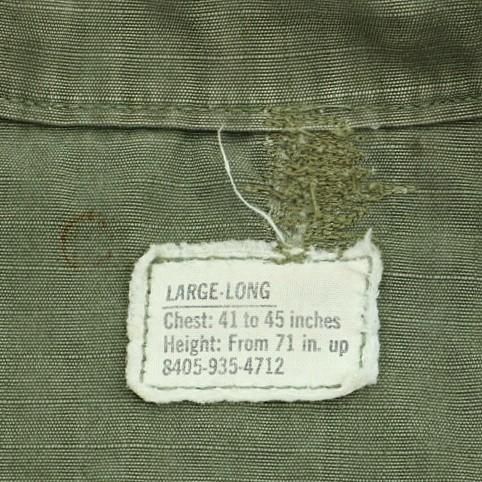 LARGE-LONG
Chest: 41 to 45 inches
Height: From 71 in. up
8405-935-4712